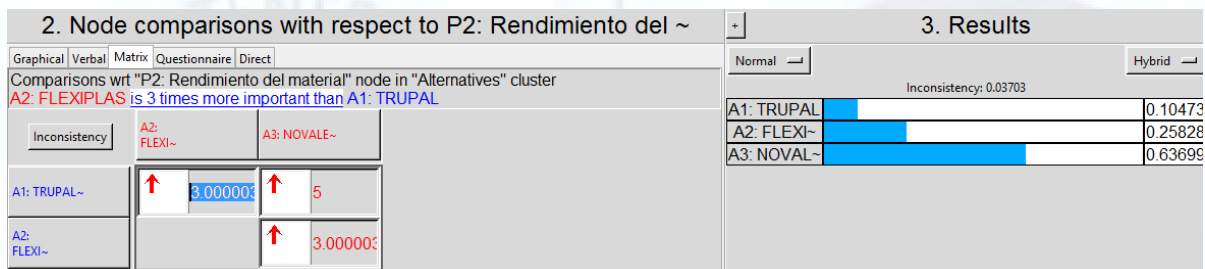 2. Node comparisons with respect to P2: Rendimiento del ~
Graphical Verbal Matrix Questionnaire Direct
Comparisons wrt "P2: Rendimiento del material" node in "Alternatives" cluster
A2: FLEXIPLAS is 3 times more important than A1: TRUPAL
Inconsistency
A2:
FLEXI~
A3: NOVALE~
A1: TRUPAL~
3.000003
5
A2:
FLEXI~
3.000003
+
3. Results
Normal
Hybrid
Inconsistency: 0.03703
A1: TRUPAL 0.10473
A2: FLEXI~ 0.25828
A3: NOVAL~ 0.63699